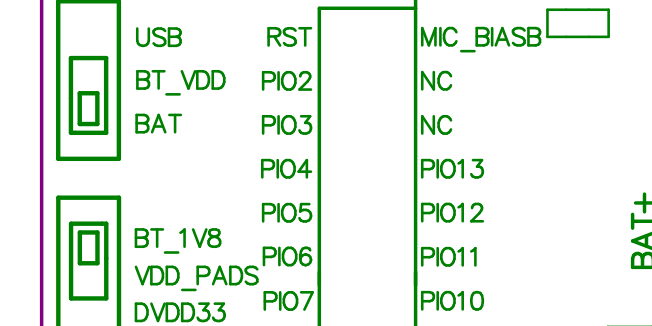 USB
RST
MIC_BIASB
BT_VDD
PIO2
NC
BAT
PIO3
NC
PIO4
PIO13
PIO5
PIO12
BT_1V8
PIO6
PIO11
VDD_PADS
DVDD33
PIO7
PIO10
BAT+